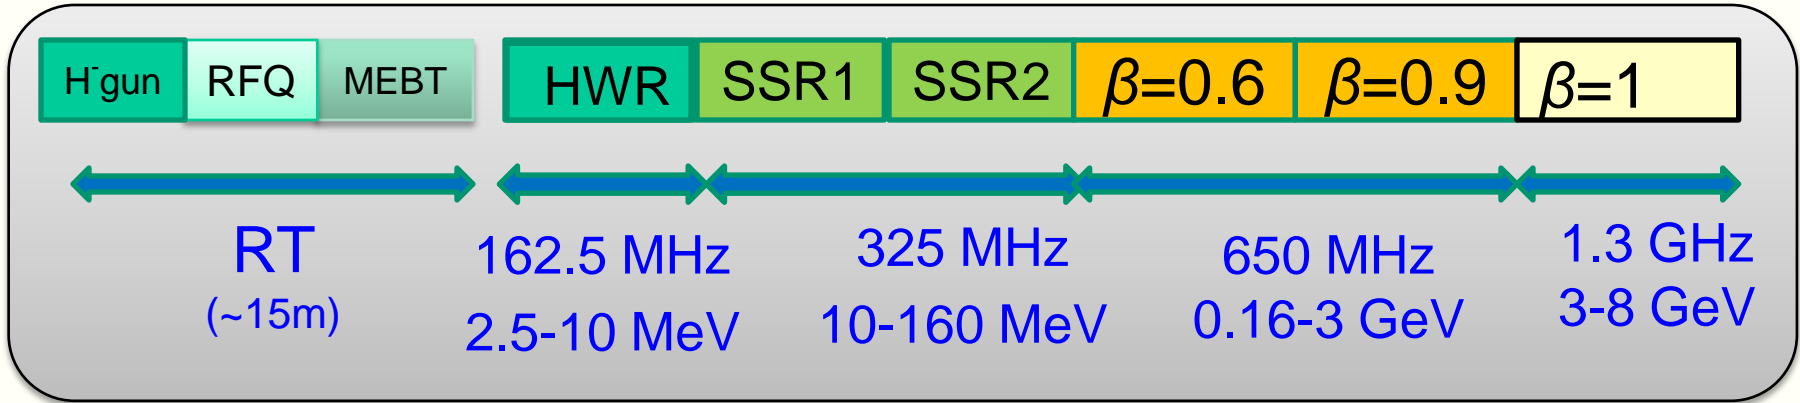 H⁻gun RFQ MEBT HWR SSR1 SSR2 β=0.6 β=0.9 β=1
RT 162.5 MHz 325 MHz 650 MHz 1.3 GHz
(~15m) 2.5-10 MeV 10-160 MeV 0.16-3 GeV 3-8 GeV